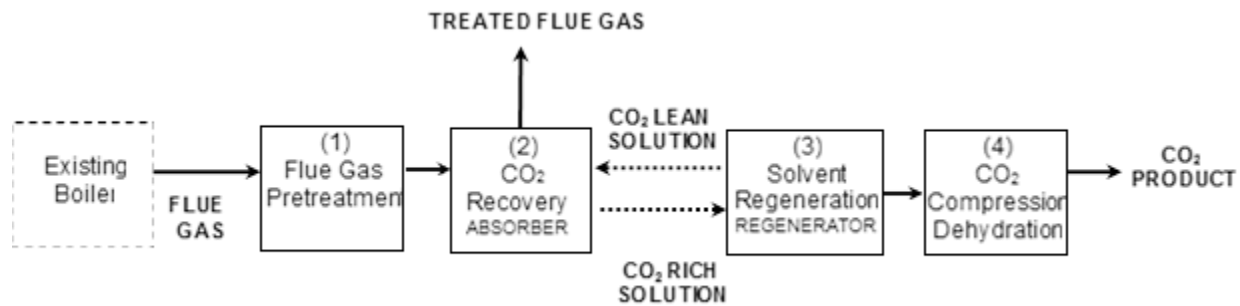 TREATED FLUE GAS
Existing
Boiler
FLUE
GAS
(1)
Flue Gas
Pretreatment
(2)
CO₂
Recovery
ABSORBER
CO₂ LEAN
SOLUTION
CO₂ RICH
SOLUTION
(3)
Solvent
Regeneration
REGENERATOR
(4)
CO₂
Compression
Dehydration
CO₂
PRODUCT